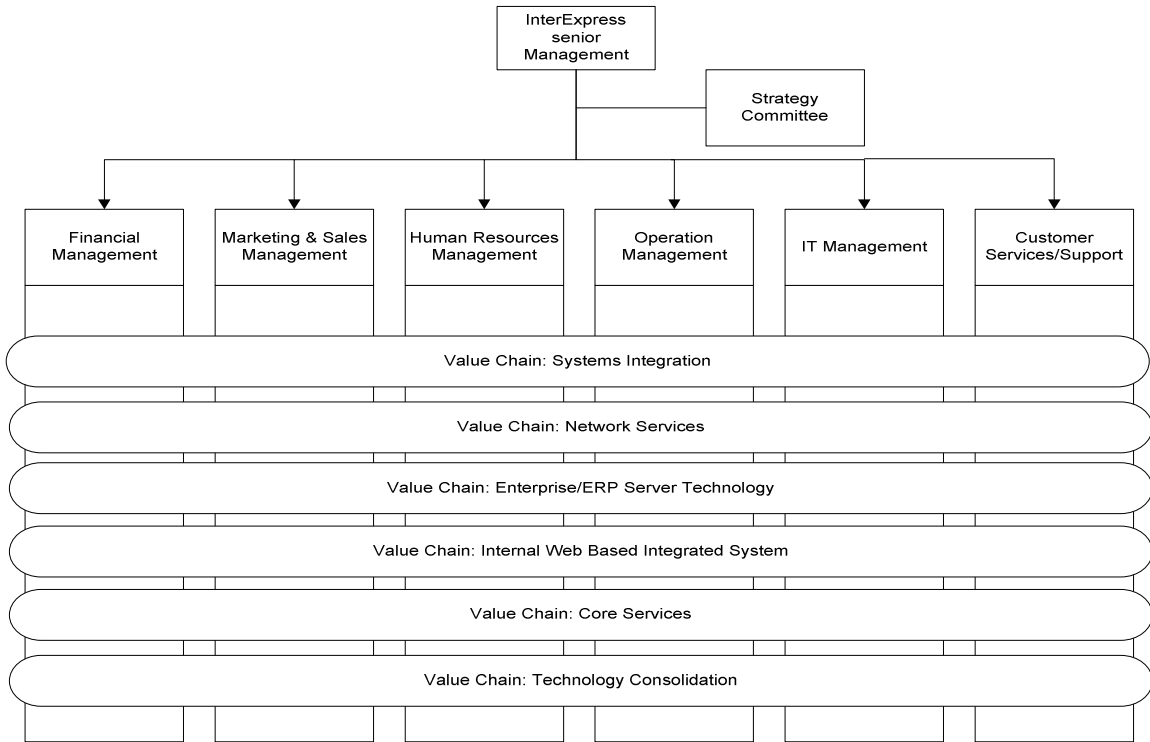 InterExpress
senior
Management
Strategy
Committee
Financial
Management
Marketing & Sales
Management
Human Resources
Management
Operation
Management
IT Management
Customer
Services/Support
Value Chain: Systems Integration
Value Chain: Network Services
Value Chain: Enterprise/ERP Server Technology
Value Chain: Internal Web Based Integrated System
Value Chain: Core Services
Value Chain: Technology Consolidation